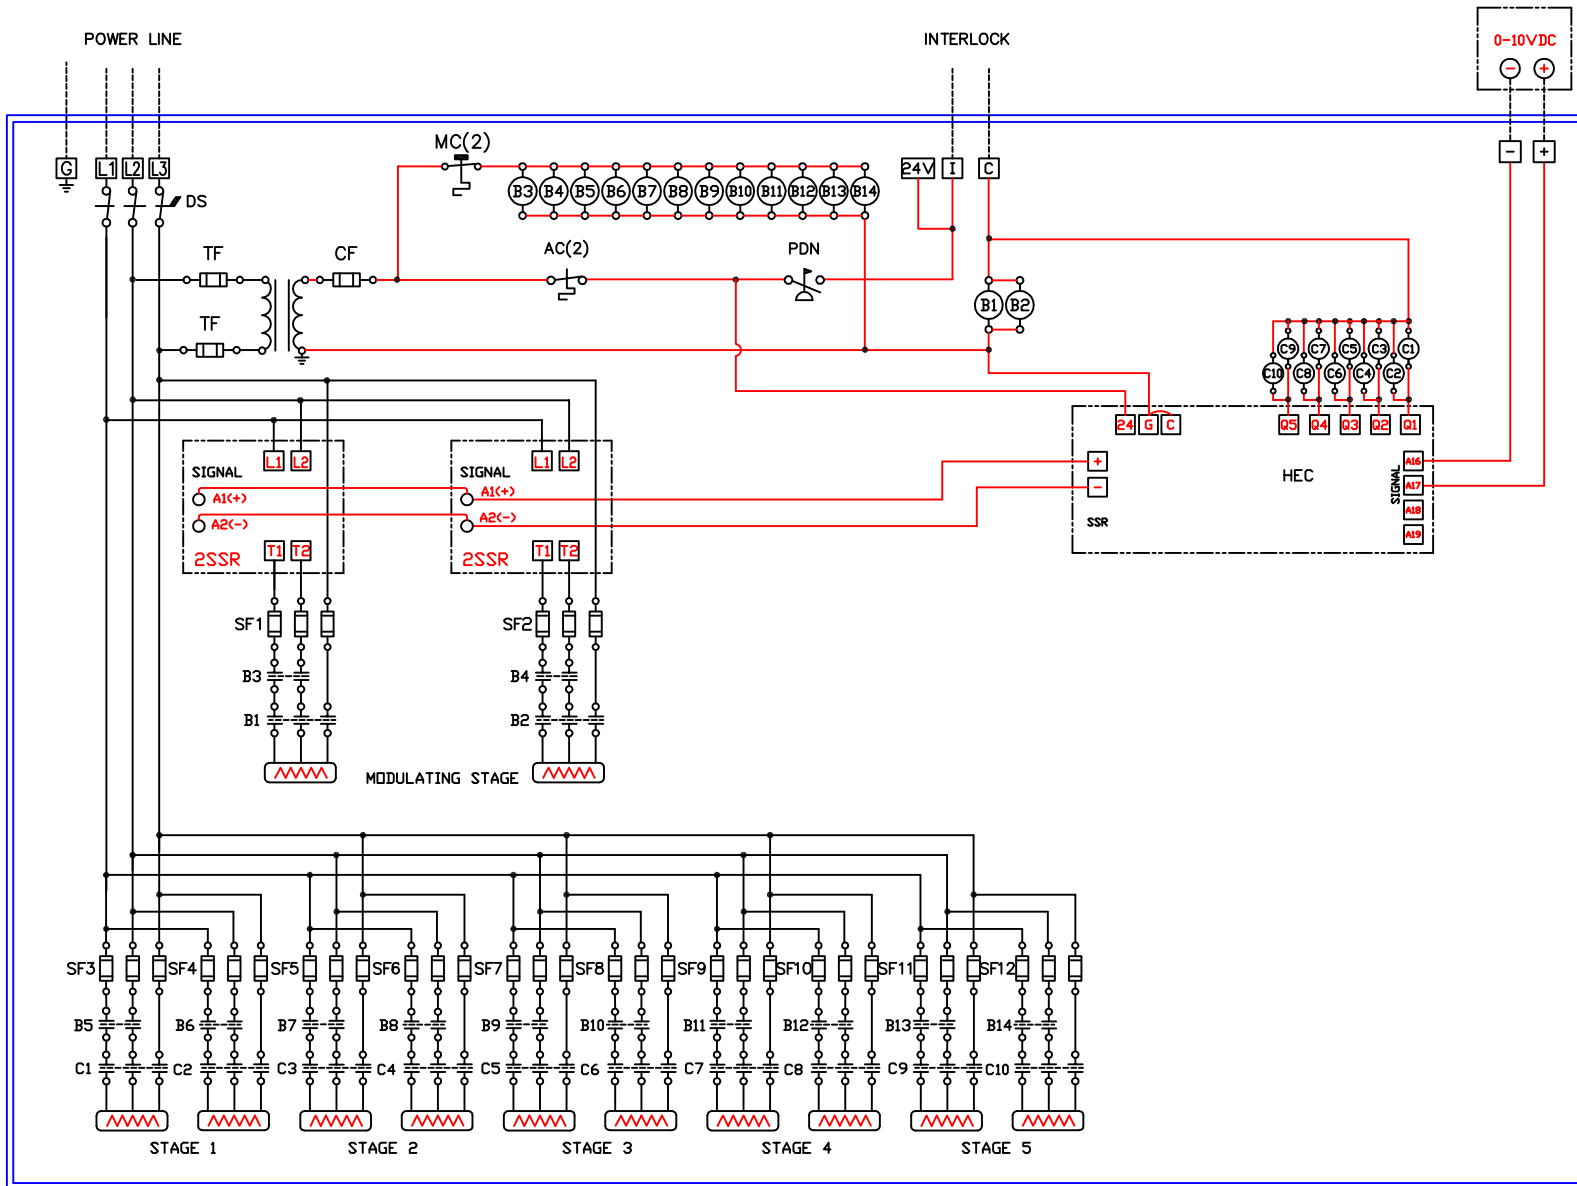 POWER LINE
INTERLOCK
0-10VDC
- +
MC(2)
G L1 L2 L3
24V I C
- +
B3 B4 B5 B6 B7 B8 B9 B10 B11 B12 B13 B14
DS
TF CF AC(2) PDN
B1 B2
TF
C9 C7 C5 C3 C1
C10 C8 C6 C4 C2
24 G C
Q5 Q4 Q3 Q2 Q1
L1 L2
L1 L2
+
A16
SIGNAL
SIGNAL
HEC
SIGNAL
A1(+)
A1(+)
-
A17
A2(-)
A2(-)
SSR
A18
A19
T1 T2
T1 T2
2SSR
2SSR
SF1
SF2
B3
B4
B1
B2
MODULATING STAGE
SF3 SF4 SF5 SF6 SF7 SF8 SF9 SF10 SF11 SF12
B5 B6 B7 B8 B9 B10 B11 B12 B13 B14
C1 C2 C3 C4 C5 C6 C7 C8 C9 C10
STAGE 1 STAGE 2 STAGE 3 STAGE 4 STAGE 5